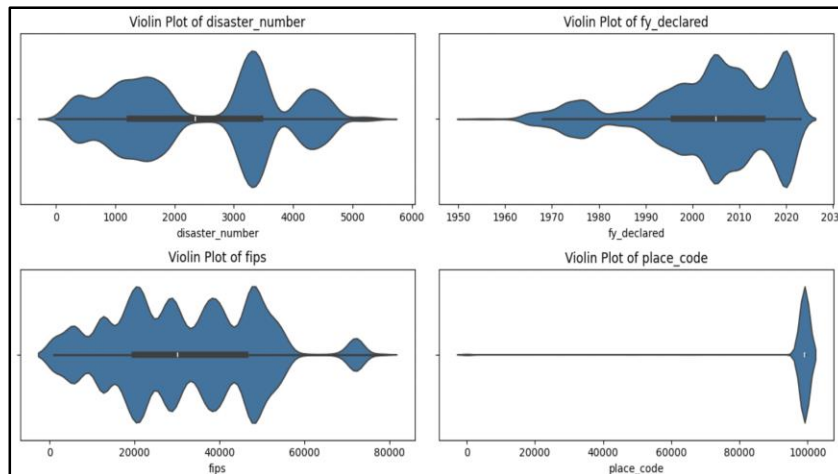 Violin Plot of disaster_number
0 1000 2000 3000 4000 5000 6000
disaster_number
Violin Plot of fy_declared
1950 1960 1970 1980 1990 2000 2010 2020 203
fy_declared
Violin Plot of fips
0 20000 40000 60000 80000
fips
Violin Plot of place_code
0 20000 40000 60000 80000 100000
place_code